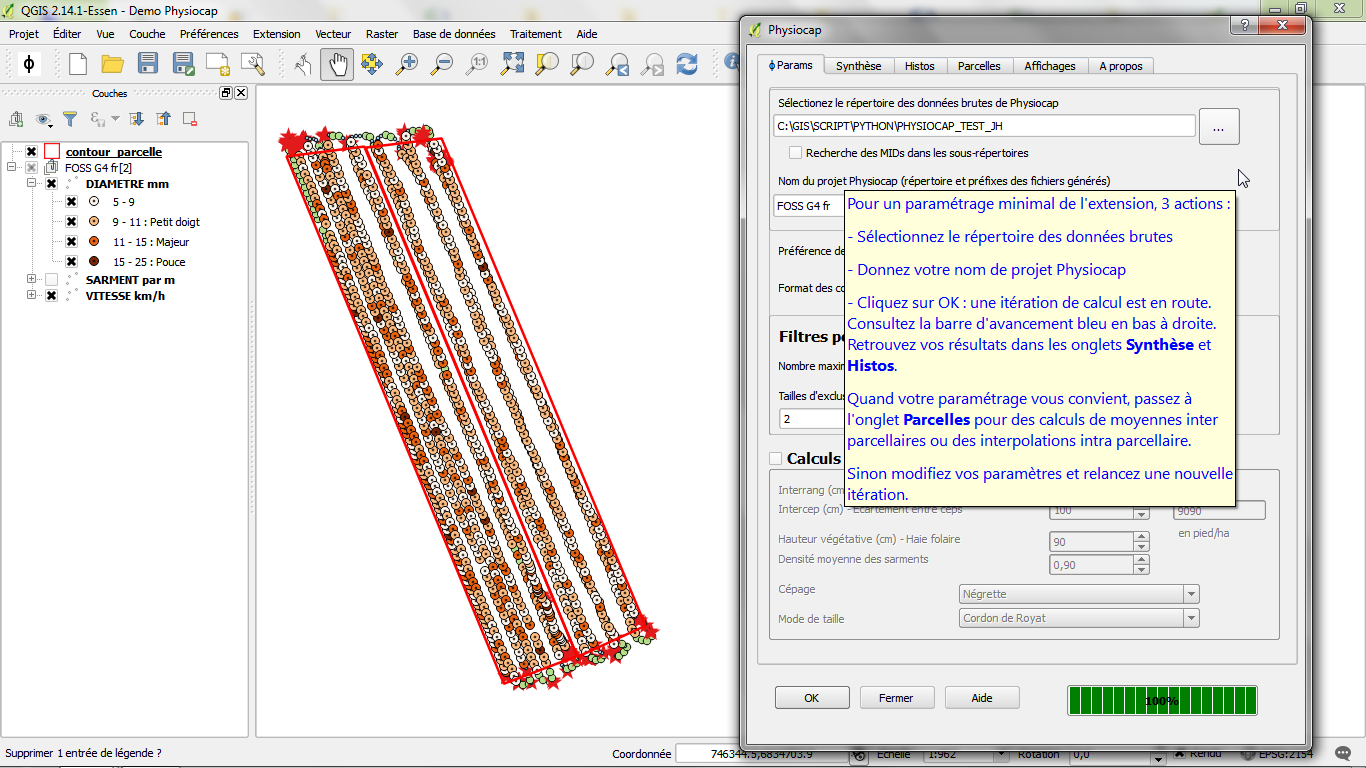 QGIS 2.14.1-Essen - Demo Physiocap
Projet Éditer Vue Couche Préférences Extension Vecteur Raster Base de données Traitement Aide
Couches
contour_parcelle
FOSS G4 fr[2]
DIAMETRE mm
5 - 9
9 - 11 : Petit doigt
11 - 15 : Majeur
15 - 25 : Pouce
SARMENT par m
VITESSE km/h
Physiocap
ϕ Params Synthèse Histos Parcelles Affichages A propos
Sélectionez le répertoire des données brutes de Physiocap
C:\GIS\SCRIPT\PYTHON\PHYSIOCAP_TEST_JH
...
Recherche des MIDs dans les sous-répertoires
Nom du projet Physiocap (répertoire et préfixes des fichiers générés)
FOSS G4 fr
Préférence de
Format des
Filtres
Nombre
Tailles
2
Calculs
Pour un paramétrage minimal de l'extension, 3 actions :
- Sélectionnez le répertoire des données brutes
- Donnez votre nom de projet Physiocap
- Cliquez sur OK : une itération de calcul est en route.
Consultez la barre d'avancement bleu en bas à droite.
Retrouvez vos résultats dans les onglets Synthèse et
Histos.
Quand votre paramétrage vous convient, passez à
l'onglet Parcelles pour des calculs de moyennes inter
parcellaires ou des interpolations intra parcellaire.
Sinon modifiez vos paramètres et relancez une nouvelle
itération.
Interrang
Intercep (cm) - Ecartement entre ceps 100 9090
en pied/ha
Hauteur végétative (cm) - Haie folaire 90
Densité moyenne des sarments 0,90
Cépage Négrette
Mode de taille Cordon de Royat
OK Fermer Aide 100%
Supprimer 1 entrée de légende ?
Coordonnée 746344.5,6834703.9 Echelle 1:962 Rotation 0,0 Rendu EPSG:2154